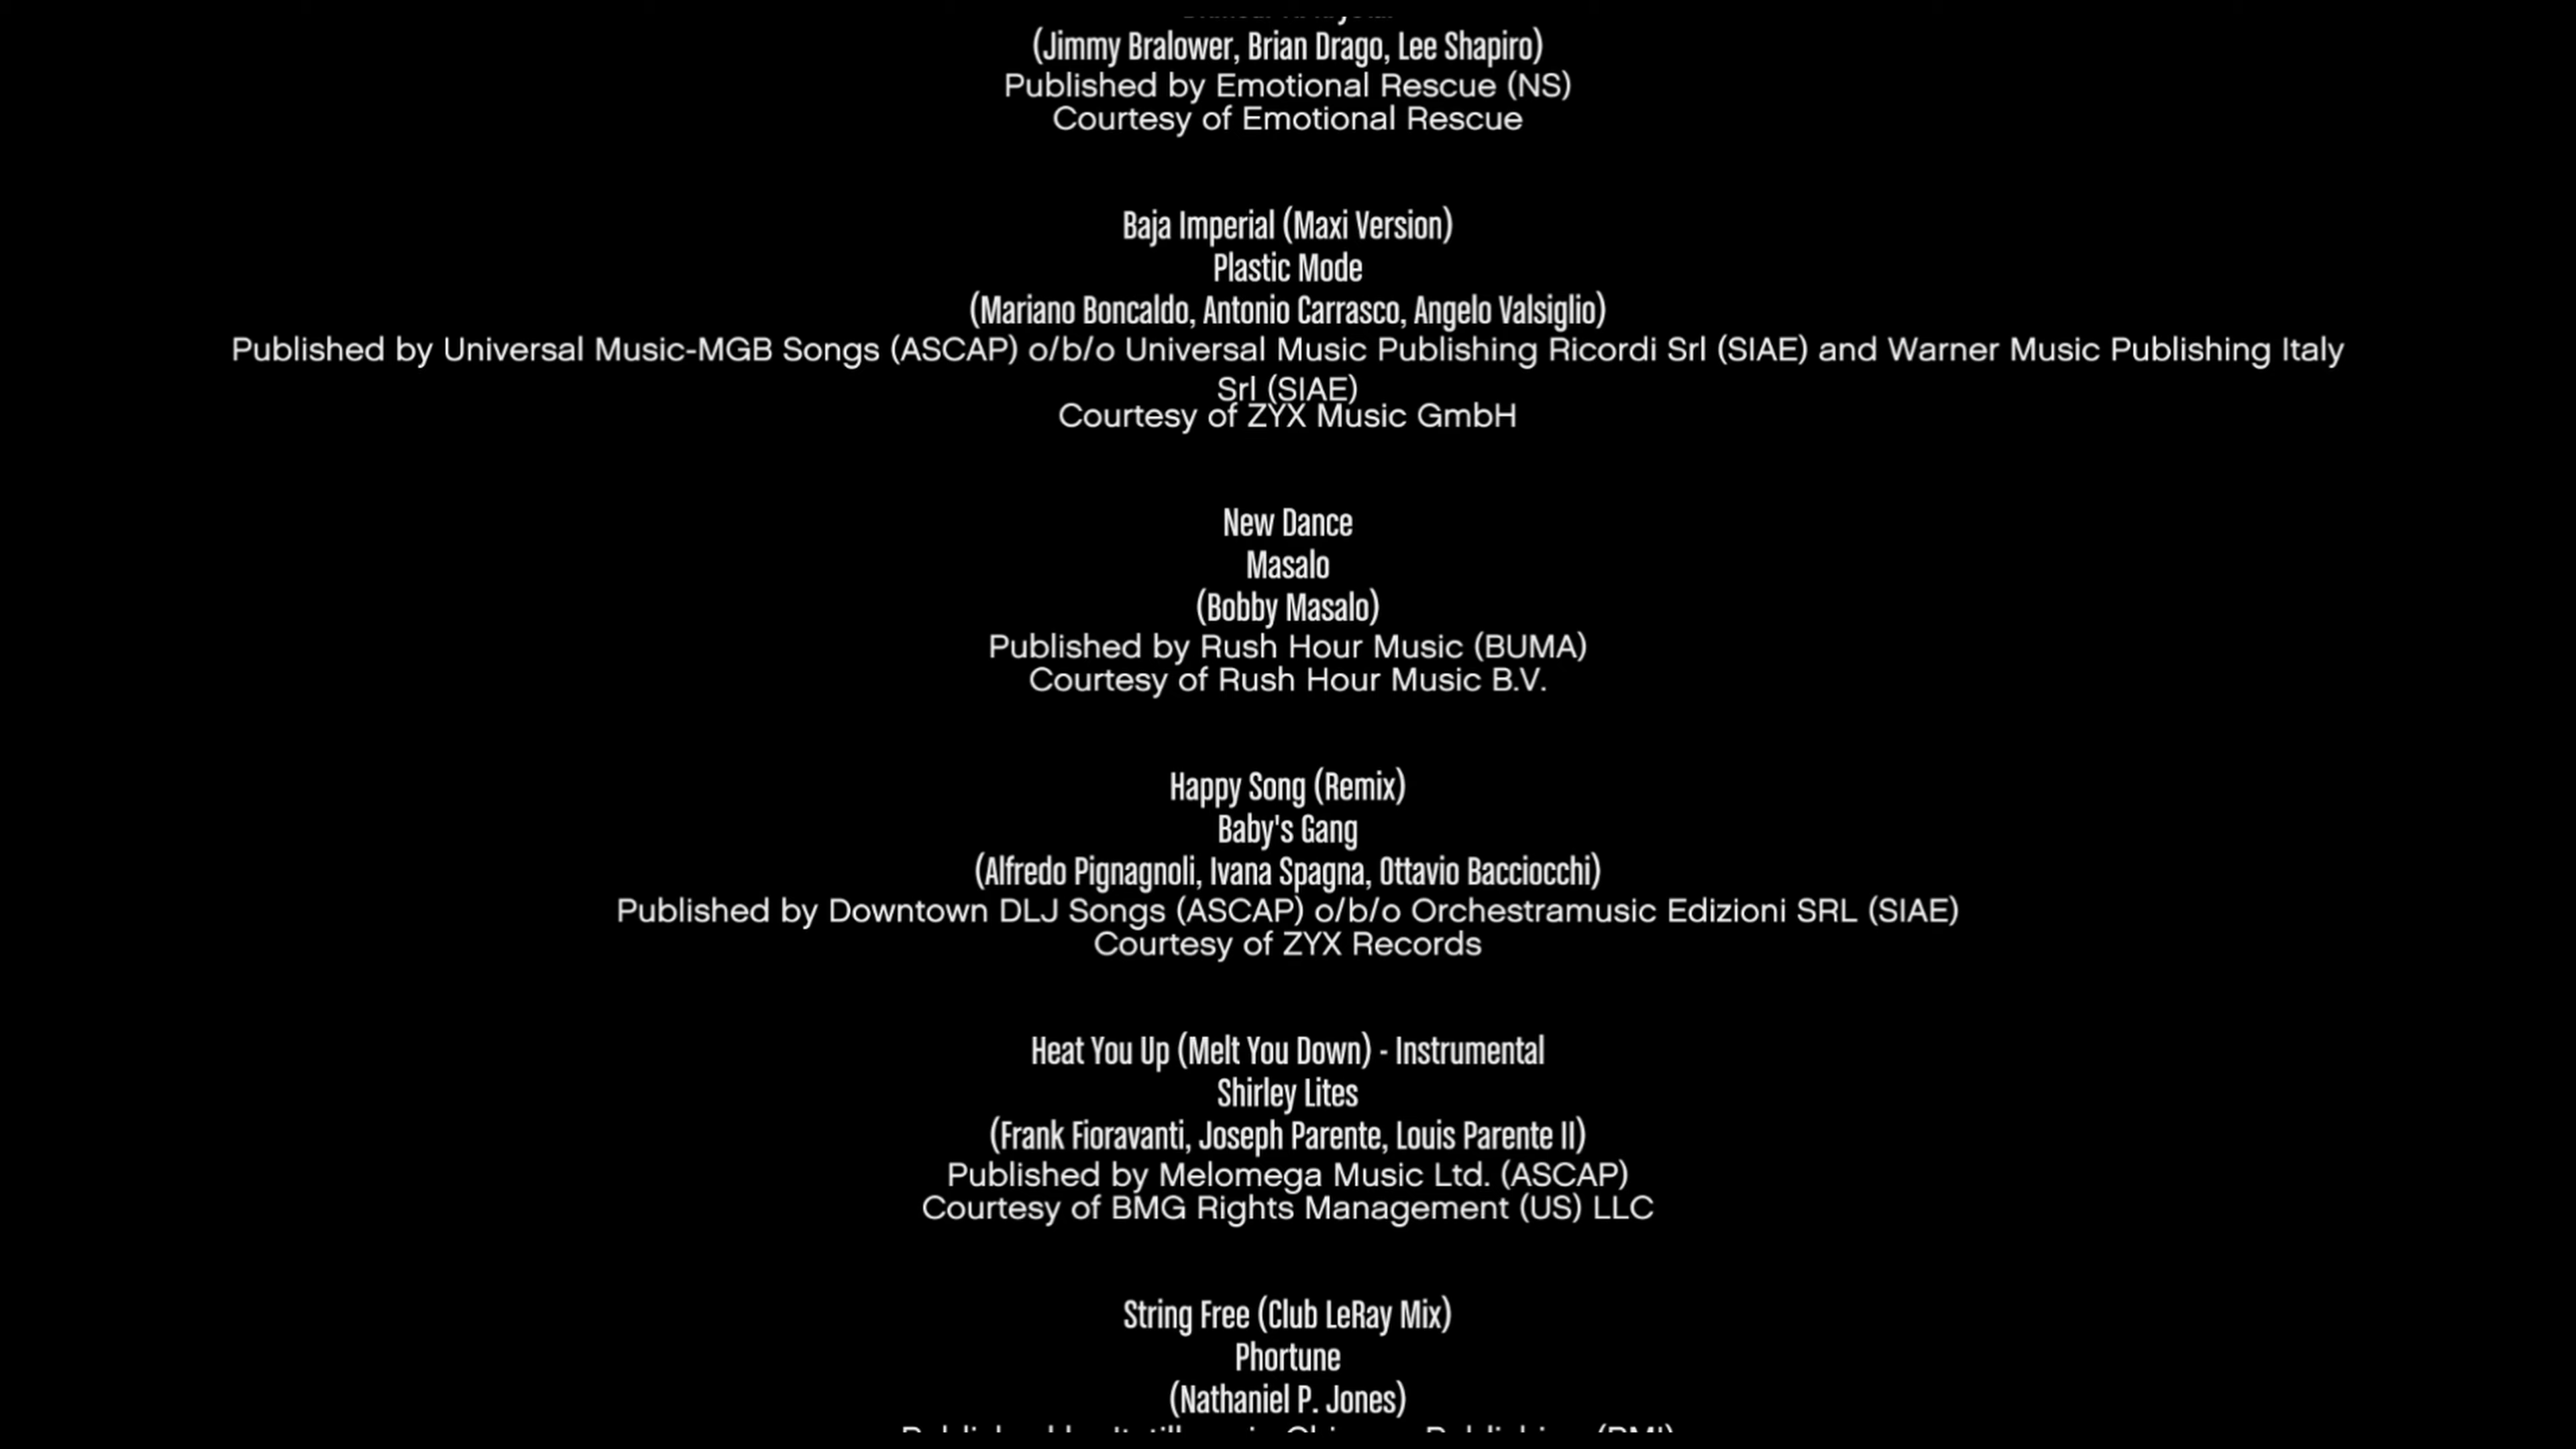 (Jimmy Bralower, Brian Drago, Lee Shapiro)
Published by Emotional Rescue (NS)
Courtesy of Emotional Rescue
Baja Imperial (Maxi Version)
Plastic Mode
(Mariano Boncaldo, Antonio Carrasco, Angelo Valsiglio)
Published by Universal Music-MGB Songs (ASCAP) o/b/o Universal Music Publishing Ricordi Srl (SIAE) and Warner Music Publishing Italy
Srl (SIAE)
Courtesy of ZYX Music GmbH
New Dance
Masalo
(Bobby Masalo)
Published by Rush Hour Music (BUMA)
Courtesy of Rush Hour Music B.V.
Happy Song (Remix)
Baby's Gang
(Alfredo Pignagnoli, Ivana Spagna, Ottavio Bacciocchi)
Published by Downtown DLJ Songs (ASCAP) o/b/o Orchestramusic Edizioni SRL (SIAE)
Courtesy of ZYX Records
Heat You Up (Melt You Down) - Instrumental
Shirley Lites
(Frank Fioravanti, Joseph Parente, Louis Parente II)
Published by Melomega Music Ltd. (ASCAP)
Courtesy of BMG Rights Management (US) LLC
String Free (Club LeRay Mix)
Phortune
(Nathaniel P. Jones)